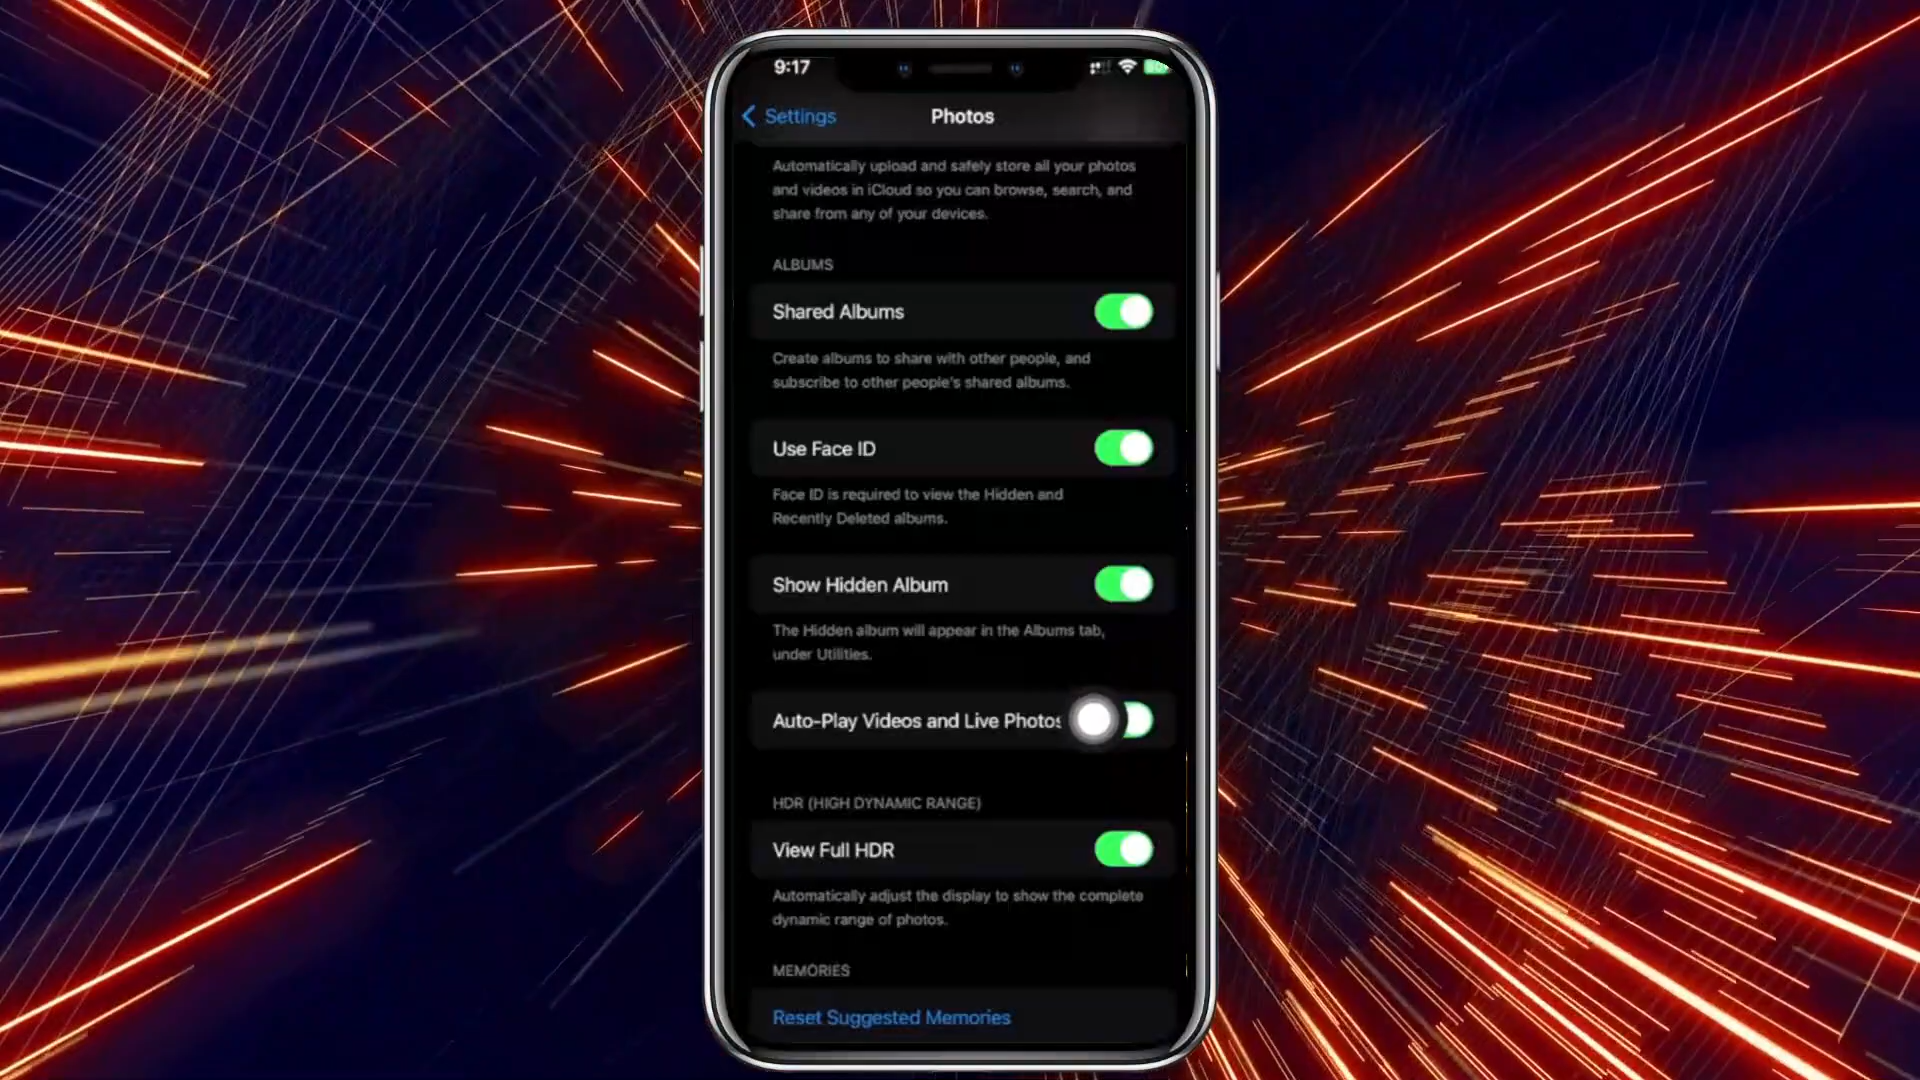 9:17
Settings
Photos
Automatically upload and safely store all your photos
and videos in iCloud so you can browse, search, and
share from any of your devices.
ALBUMS
Shared Albums
Create albums to share with other people, and
subscribe to other people's shared albums.
Use Face ID
Face ID is required to view the Hidden and
Recently Deleted albums.
Show Hidden Album
The Hidden album will appear in the Albums tab,
under Utilities.
Auto-Play Videos and Live Photos
HDR (HIGH DYNAMIC RANGE)
View Full HDR
Automatically adjust the display to show the complete
dynamic range of photos.
MEMORIES
Reset Suggested Memories